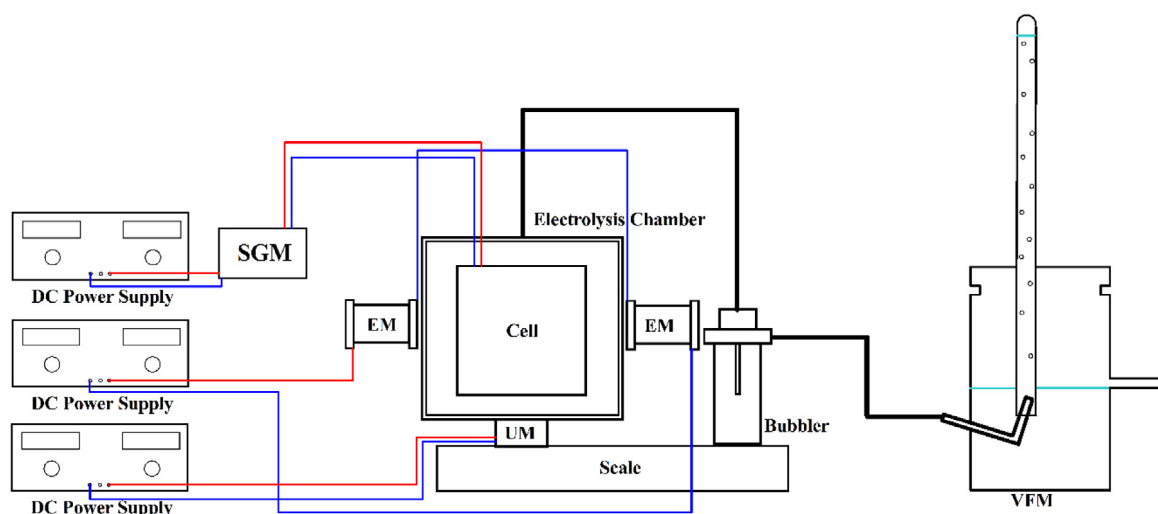 Electrolysis Chamber
SGM
DC Power Supply
EM
Cell
EM
DC Power Supply
UM
Bubbler
Scale
DC Power Supply
VFM